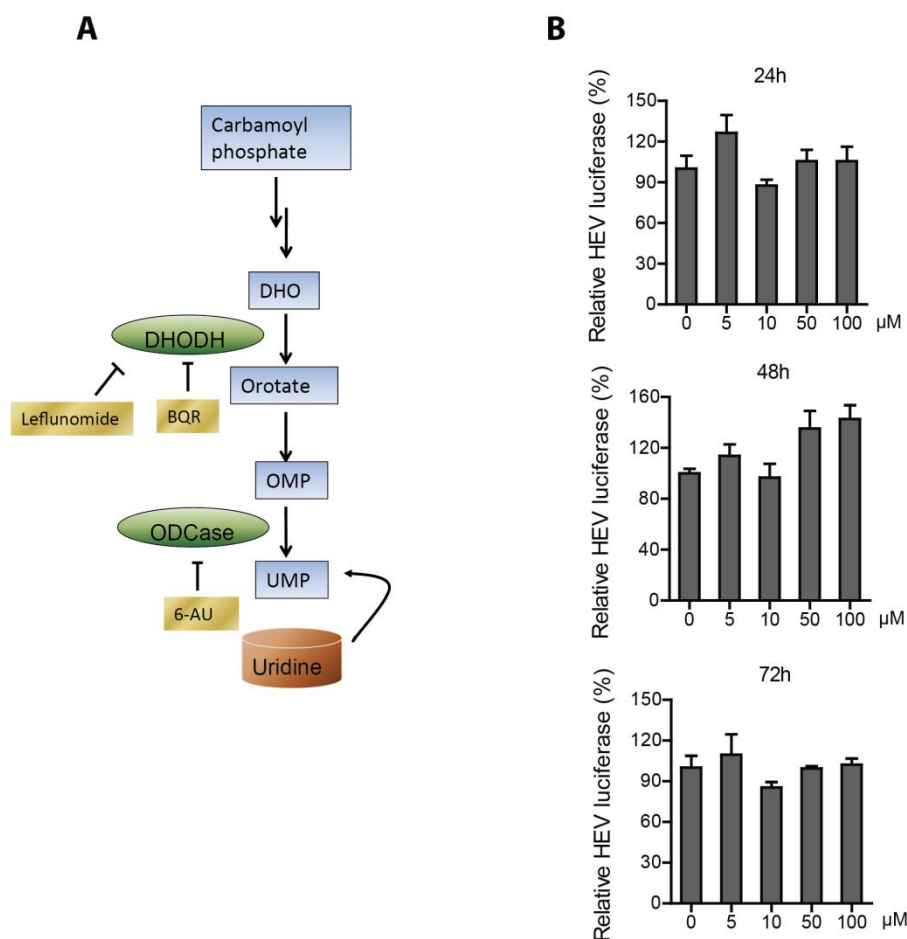 A
Carbamoyl
phosphate
DHO
DHODH
Leflunomide
BQR
Orotate
OMP
ODCase
6-AU
UMP
Uridine
B
24h
Relative HEV luciferase (%)
150
120
90
60
30
0
0 5 10 50 100 µM
48h
Relative HEV luciferase (%)
160
120
80
40
0
0 5 10 50 100 µM
72h
Relative HEV luciferase (%)
150
120
90
60
30
0
0 5 10 50 100 µM